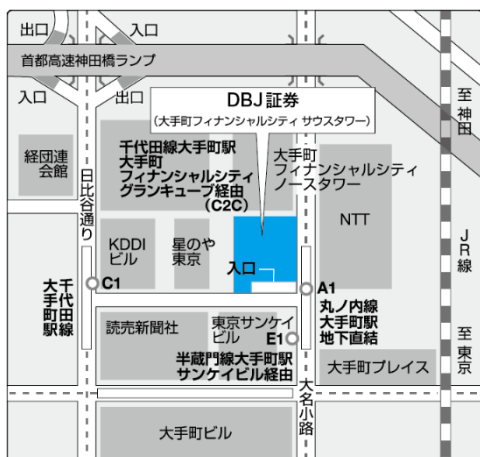 出口
入口
首都高速神田橋ランプ
入口
出口
DBJ証券
(大手町フィナンシャルシティ サウスタワー)
至神田
経団連
会館
日比谷通り
千代田線大手町駅
大手町
フィナンシャルシティ
グランキューブ経由
(C2C)
大手町
フィナンシャルシティ
ノースタワー
NTT
KDDI
ビル
星のや
東京
JR線
入口
千代田線
大手町駅
C1
A1
丸ノ内線
大手町駅
地下直結
読売新聞社
東京サンケイ
ビル
E1
半蔵門線大手町駅
サンケイビル経由
至東京
大手町プレイス
大名小路
大手町ビル